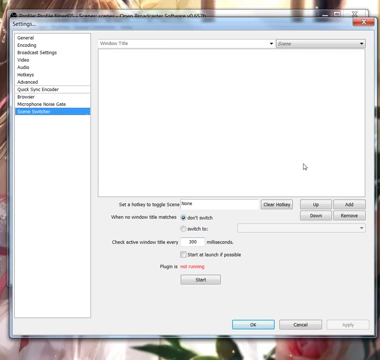 Settings...
General
Encoding
Broadcast Settings
Video
Audio
Hotkeys
Advanced
Quick Sync Encoder
Browser
Microphone Noise Gate
Scene Switcher
Window Title
Scene
Set a hotkey to toggle Scene None Clear Hotkey Up Add
When no window title matches don't switch Down Remove
switch to:
Check active window title every 300 milliseconds.
Start at launch if possible
Plugin is not running
Start
OK Cancel Apply